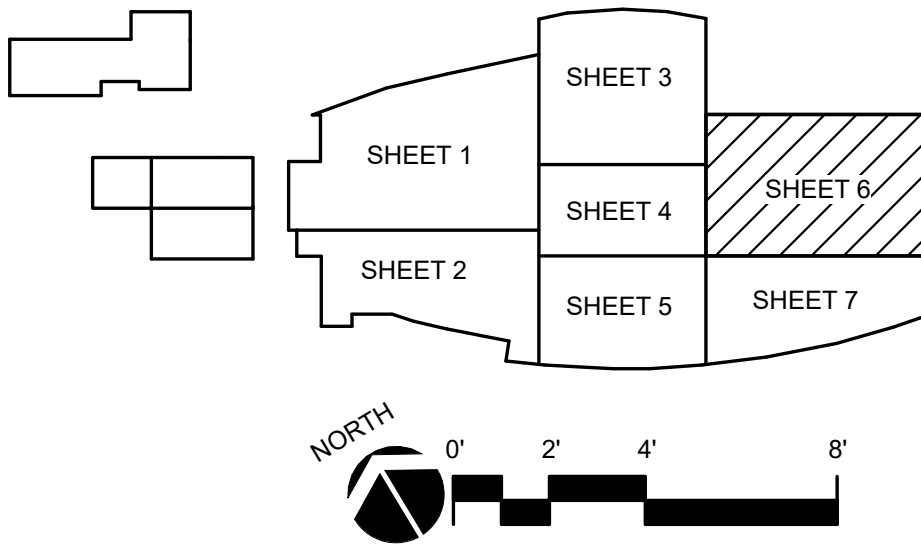 SHEET 3
SHEET 1
SHEET 6
SHEET 4
SHEET 2
SHEET 5
SHEET 7
NORTH
0' 2' 4' 8'